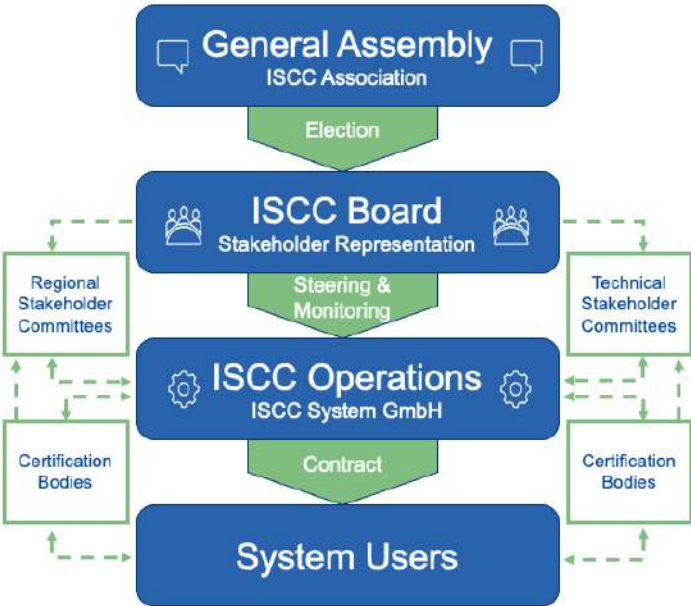 General Assembly
ISCC Association
Election
ISCC Board
Stakeholder Representation
Regional
Stakeholder
Committees
Steering &
Monitoring
Technical
Stakeholder
Committees
ISCC Operations
ISCC System GmbH
Certification
Bodies
Contract
Certification
Bodies
System Users